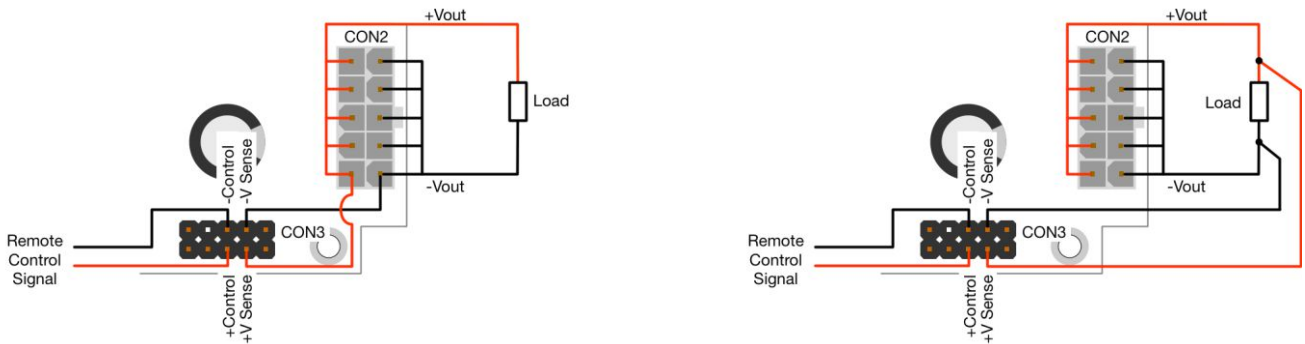 +Vout
CON2
Load
-Control
-V Sense
-Vout
CON3
Remote
Control
Signal
+Control
+V Sense
+Vout
CON2
Load
-Control
-V Sense
-Vout
CON3
Remote
Control
Signal
+Control
+V Sense